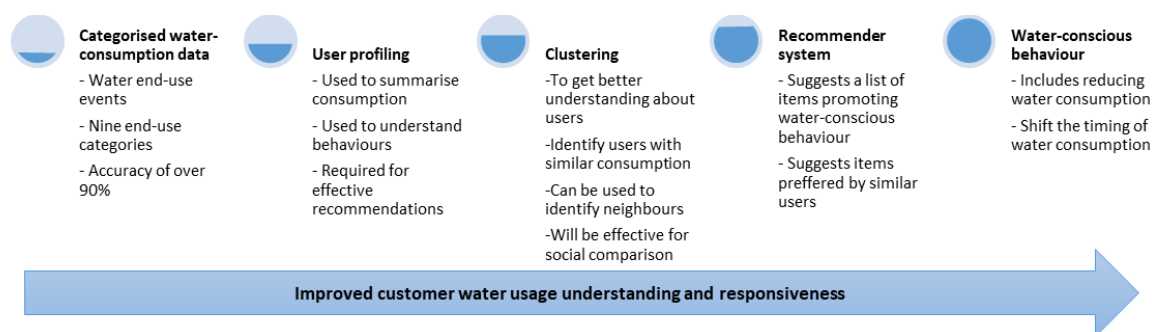 Categorised water-
consumption data
- Water end-use
events
- Nine end-use
categories
- Accuracy of over
90%
User profiling
- Used to summarise
consumption
- Used to understand
behaviours
- Required for
effective
recommendations
Clustering
-To get better
understanding about
users
-Identify users with
similar consumption
-Can be used to
identify neighbours
-Will be effective for
social comparison
Recommender
system
- Suggests a list of
items promoting
water-conscious
behaviour
- Suggests items
preffered by similar
users
Water-conscious
behaviour
- Includes reducing
water consumption
- Shift the timing of
water consumption
Improved customer water usage understanding and responsiveness